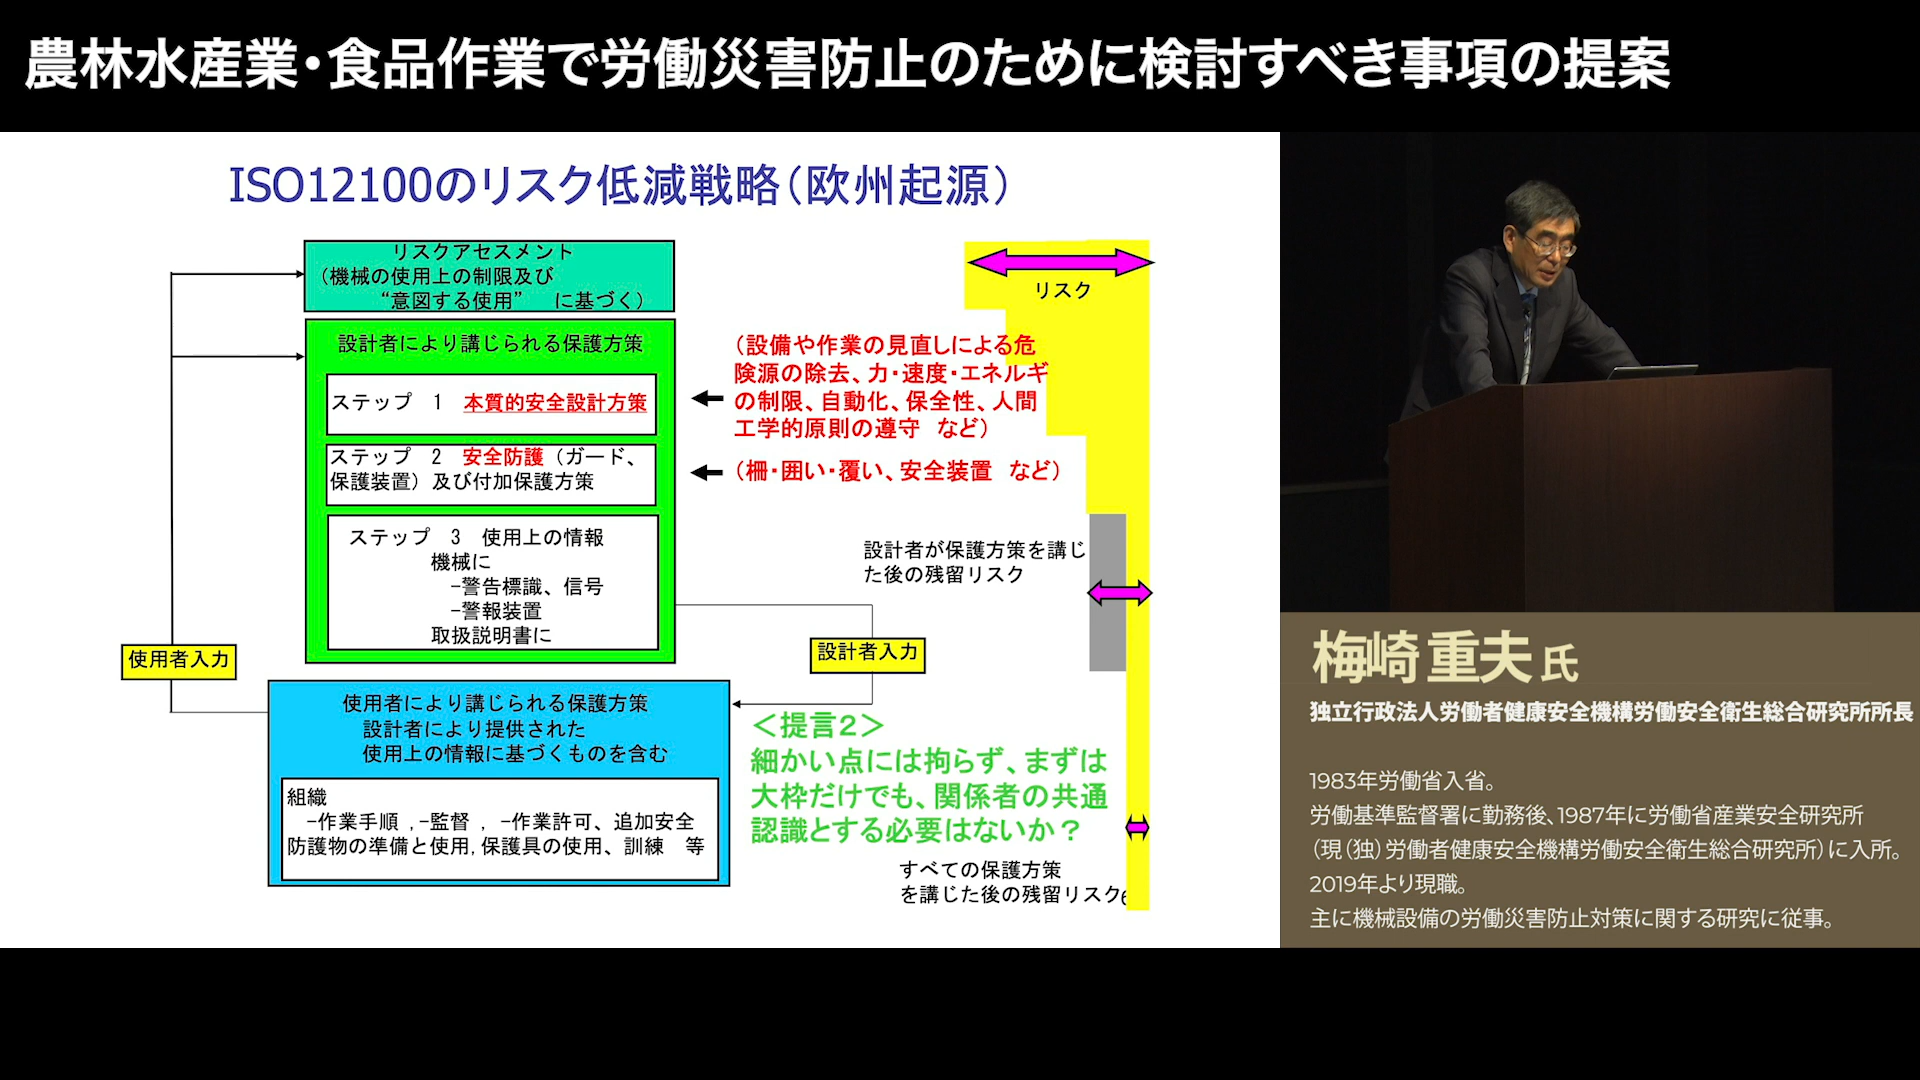 農林水産業・食品作業で労働災害防止のために検討すべき事項の提案
ISO12100のリスク低減戦略（欧州起源）
リスクアセスメント
（機械の使用上の制限及び
“意図する使用”　に基づく）
設計者により講じられる保護方策
ステップ　1　本質的安全設計方策
ステップ　2　安全防護（ガード、
保護装置）及び付加保護方策
ステップ　3　使用上の情報
機械に
−警告標識、信号
−警報装置
取扱説明書に
（設備や作業の見直しによる危
険源の除去、力・速度・エネルギ
の制限、自動化、保全性、人間
工学的原則の遵守　など）
（柵・囲い・覆い、安全装置　など）
リスク
設計者が保護方策を講じ
た後の残留リスク
使用者入力
設計者入力
使用者により講じられる保護方策
設計者により提供された
使用上の情報に基づくものを含む
組織
−作業手順 ,−監督 , −作業許可、追加安全
防護物の準備と使用,保護具の使用、訓練　等
＜提言２＞
細かい点には拘らず、まずは
大枠だけでも、関係者の共通
認識とする必要はないか？
すべての保護方策
を講じた後の残留リスク
梅崎 重夫 氏
独立行政法人労働者健康安全機構労働安全衛生総合研究所所長
1983年労働省入省。
労働基準監督署に勤務後、1987年に労働省産業安全研究所
（現（独）労働者健康安全機構労働安全衛生総合研究所）に入所。
2019年より現職。
主に機械設備の労働災害防止対策に関する研究に従事。